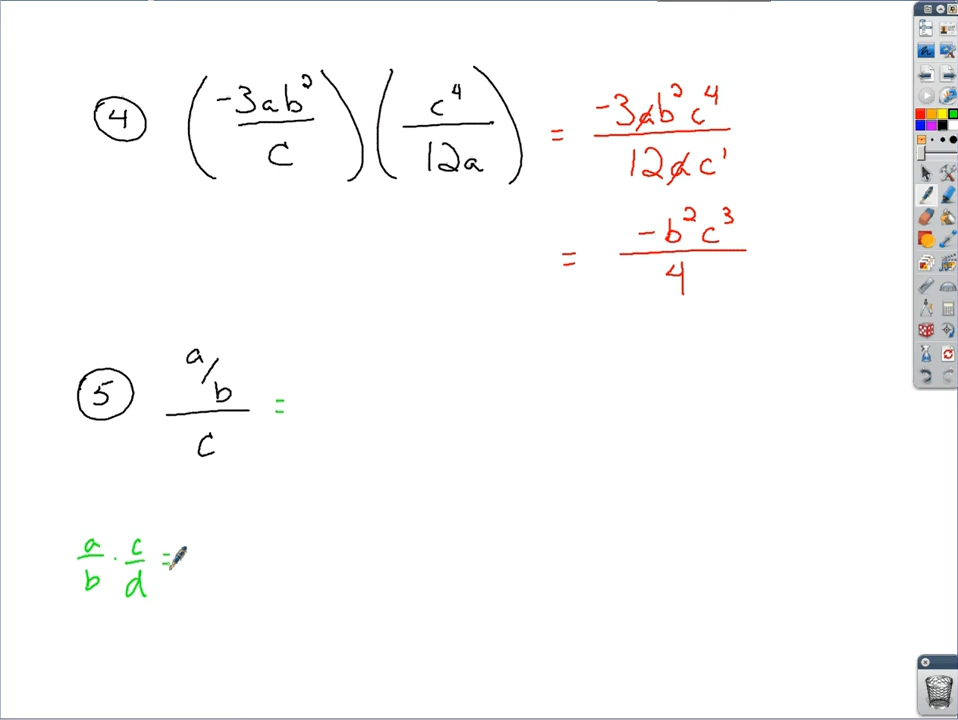 ④ (-3ab²/c)(c⁴/12a) = -3ab²c⁴/12ac¹
= -b²c³/4
⑤ (a/b)/c =
a/b · c/d =